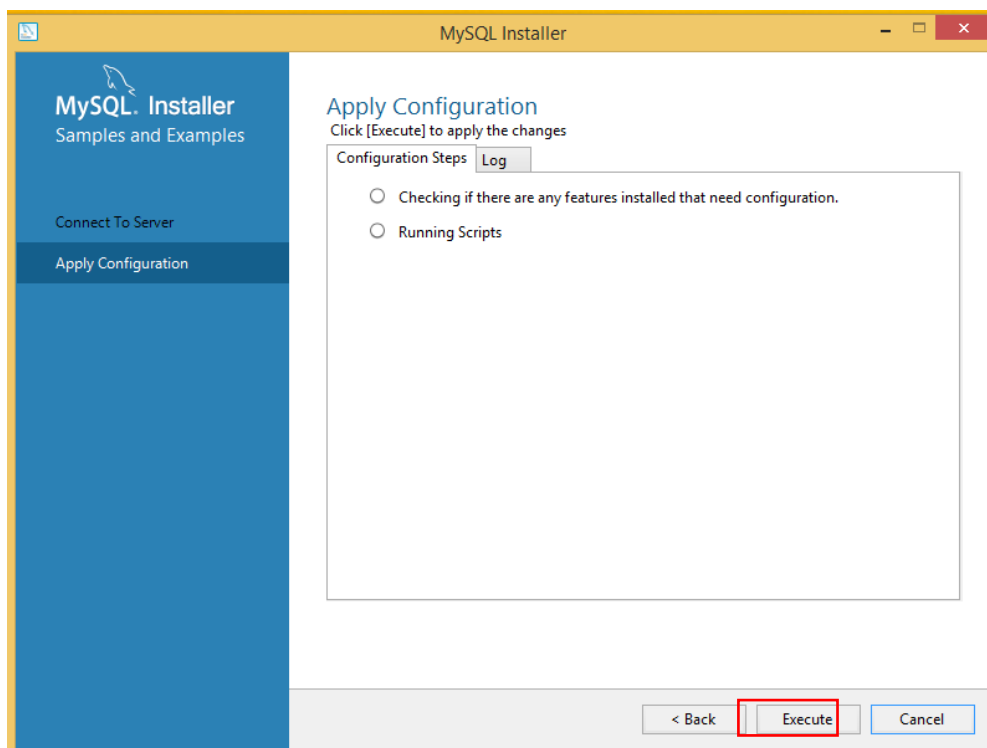 MySQL Installer
MySQL. Installer
Samples and Examples
Connect To Server
Apply Configuration
Apply Configuration
Click [Execute] to apply the changes
Configuration Steps
Log
Checking if there are any features installed that need configuration.
Running Scripts
< Back
Execute
Cancel